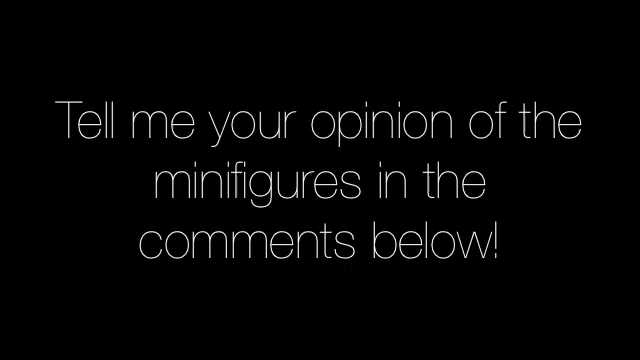 Tell me your opinion of the
minifigures in the
comments below!